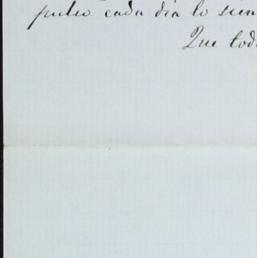 pulso cada dia lo sien
Que tod